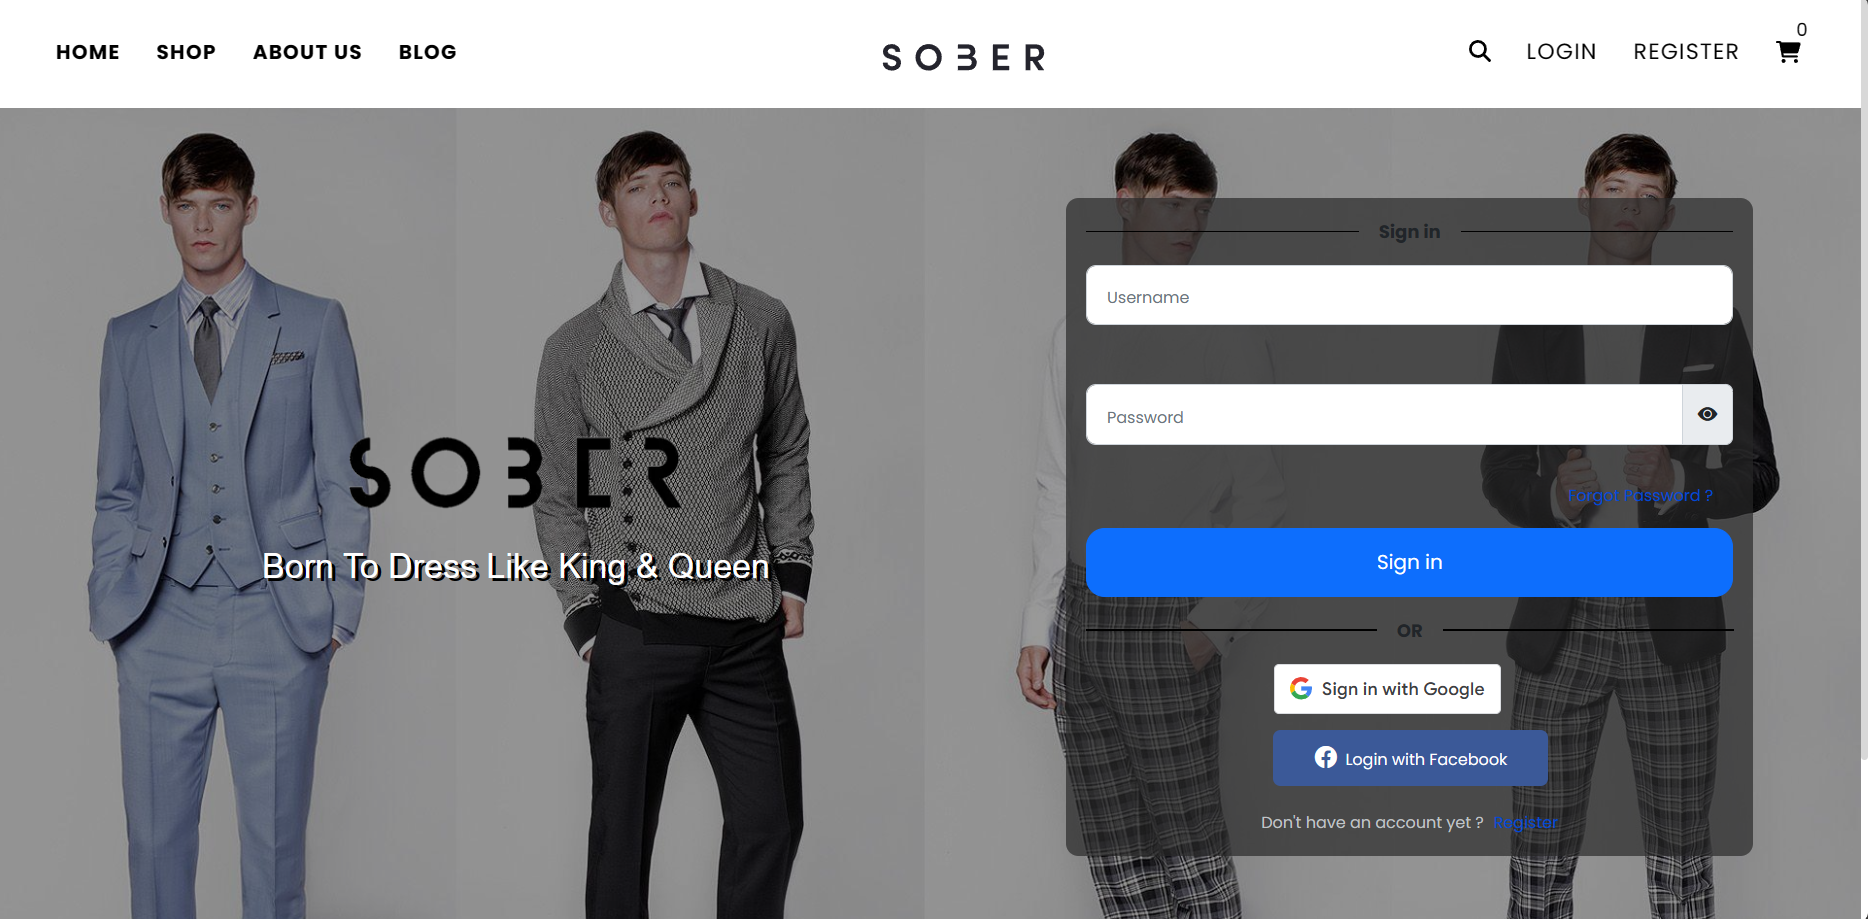 HOME SHOP ABOUT US BLOG
SOBER
LOGIN REGISTER 0
SOBER
Born To Dress Like King & Queen
Sign in
Username
Password
Forgot Password ?
Sign in
OR
Sign in with Google
Login with Facebook
Don't have an account yet ? Register